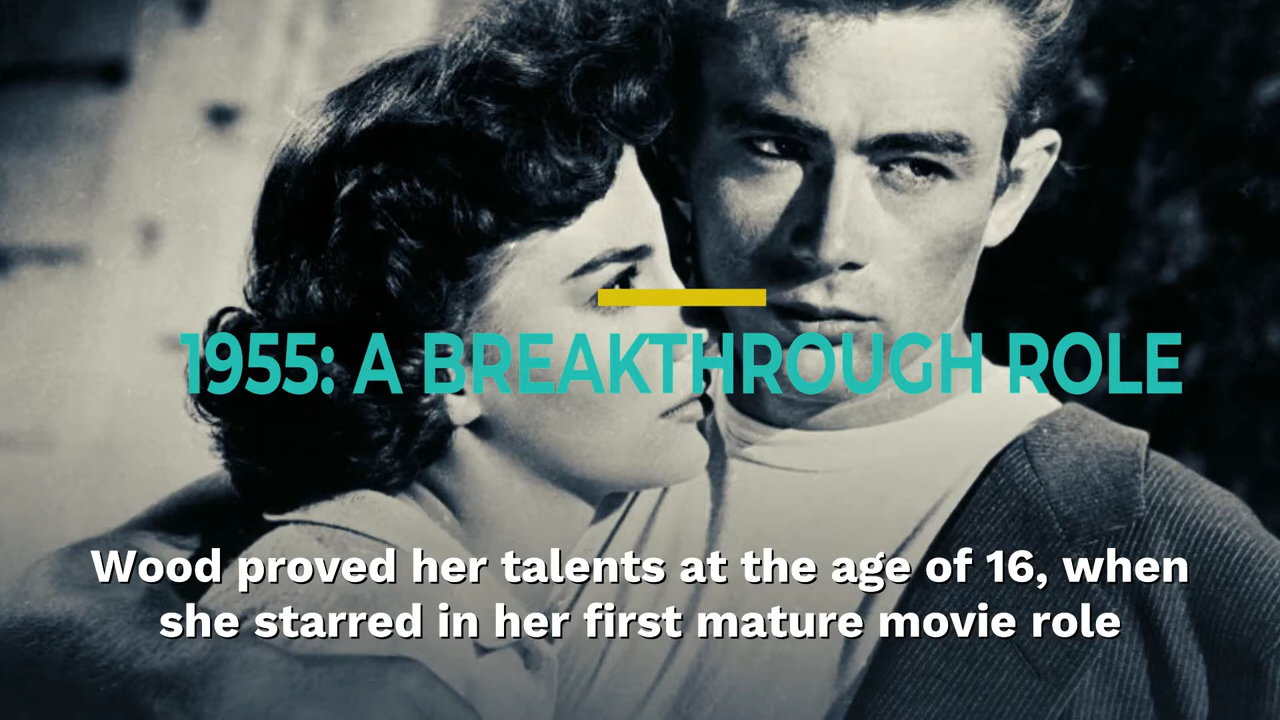 1955: A BREAKTHROUGH ROLE
Wood proved her talents at the age of 16, when
she starred in her first mature movie role